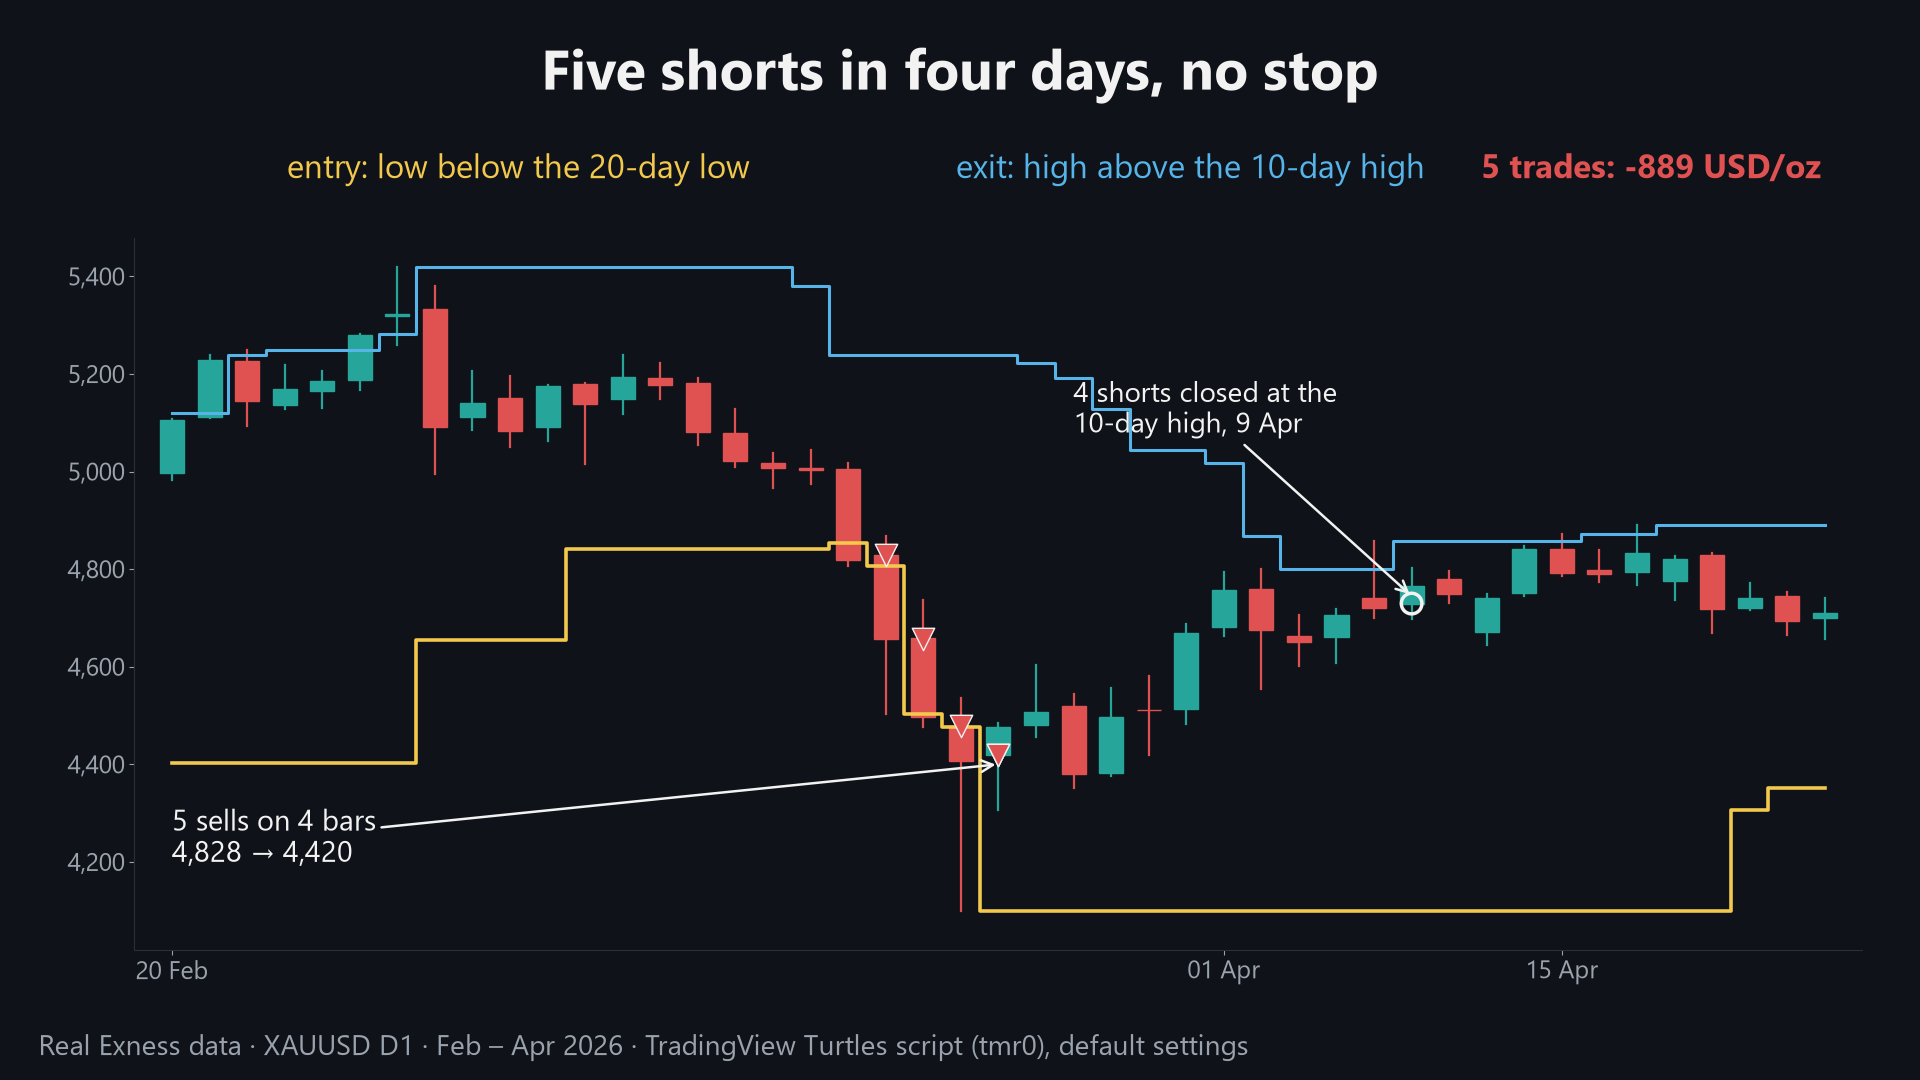 Five shorts in four days, no stop
entry: low below the 20-day low
exit: high above the 10-day high
5 trades: -889 USD/oz
5,400
5,200
5,000
4,800
4,600
4,400
4,200
4 shorts closed at the
10-day high, 9 Apr
5 sells on 4 bars
4,828 → 4,420
20 Feb
01 Apr
15 Apr
Real Exness data · XAUUSD D1 · Feb – Apr 2026 · TradingView Turtles script (tmr0), default settings